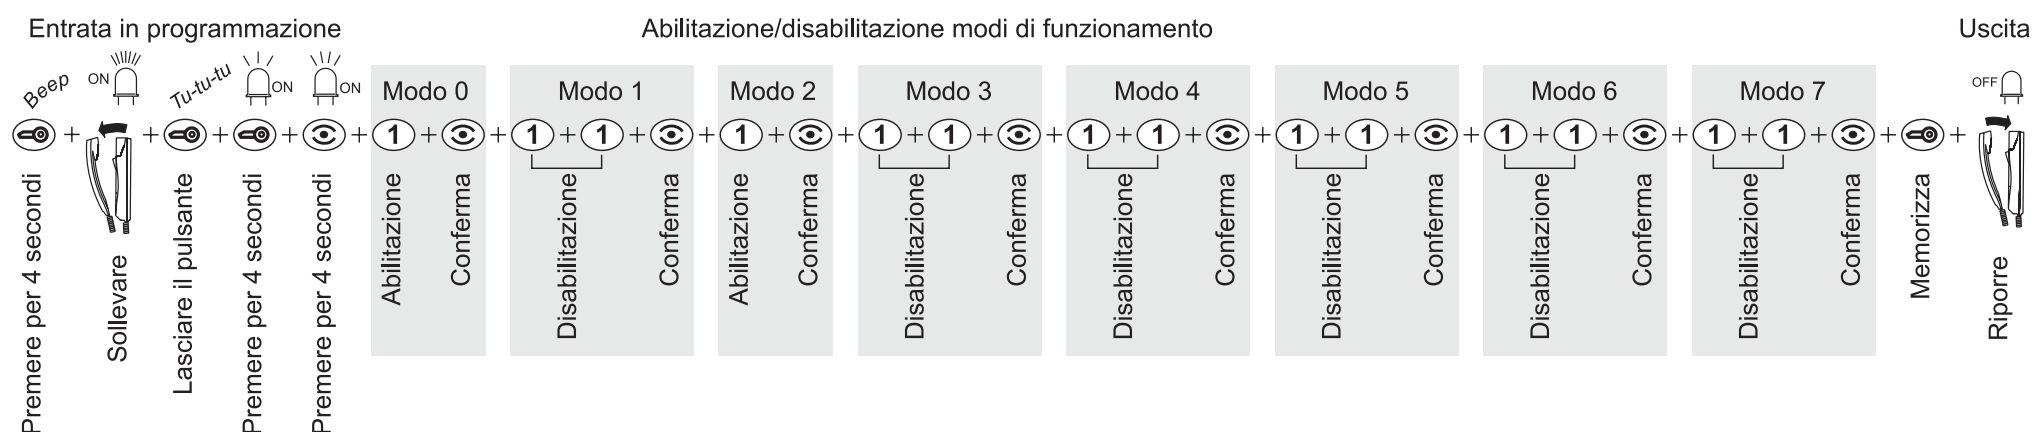 Entrata in programmazione
Abilitazione/disabilitazione modi di funzionamento
Uscita
Beep
ON
Tu-tu-tu
ON
ON
Modo 0
Modo 1
Modo 2
Modo 3
Modo 4
Modo 5
Modo 6
Modo 7
OFF
+ + + + + 1 + + 1 + 1 + + 1 + + 1 + 1 + + 1 + 1 + + 1 + 1 + + 1 + 1 + + 1 + 1 + + +
Premere per 4 secondi
Sollevare
Lasciare il pulsante
Premere per 4 secondi
Premere per 4 secondi
Abilitazione
Conferma
Disabilitazione
Conferma
Abilitazione
Conferma
Disabilitazione
Conferma
Disabilitazione
Conferma
Disabilitazione
Conferma
Disabilitazione
Conferma
Disabilitazione
Conferma
Memorizza
Riporre